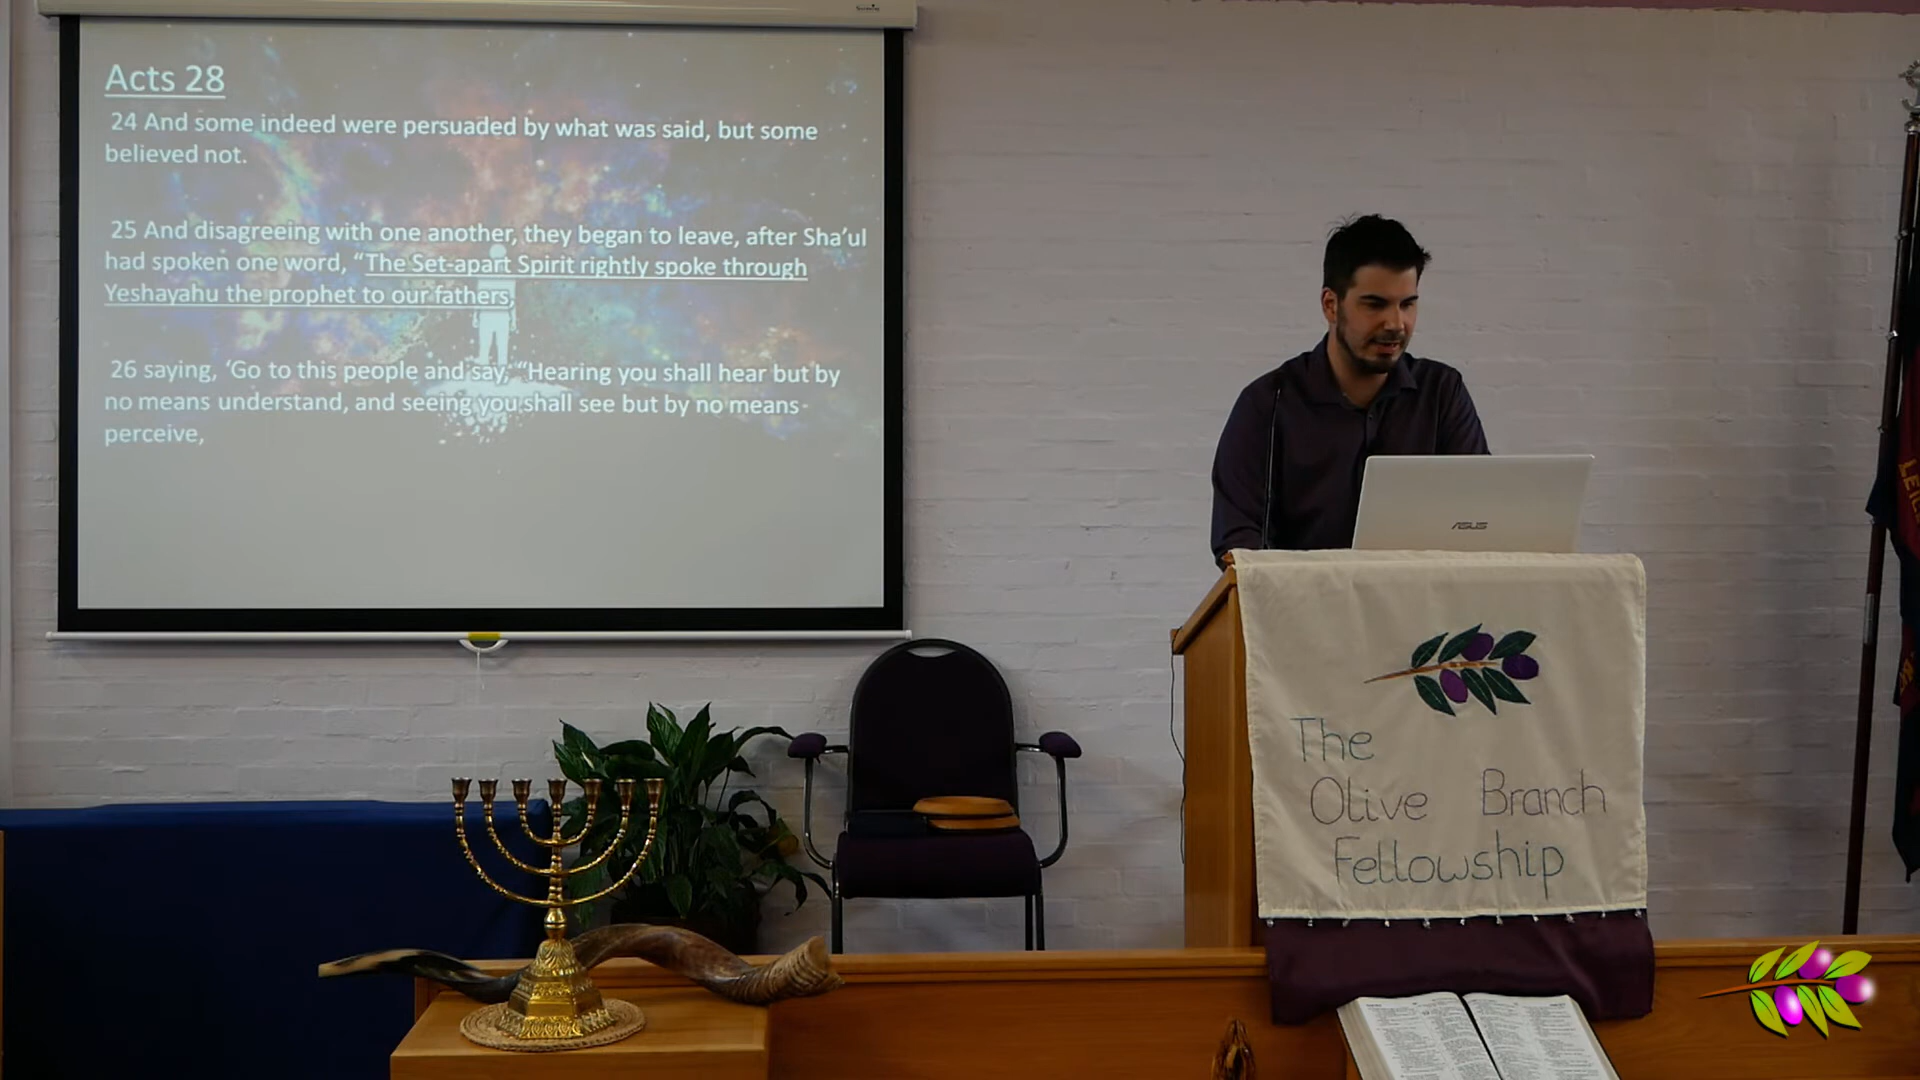 Acts 28
24 And some indeed were persuaded by what was said, but some
believed not.
25 And disagreeing with one another, they began to leave, after Sha’ul
had spoken one word, “The Set-apart Spirit rightly spoke through
Yeshayahu the prophet to our fathers,
26 saying, ‘Go to this people and say, “Hearing you shall hear but by
no means understand, and seeing you shall see but by no means
perceive,
ASUS
The
Olive Branch
Fellowship